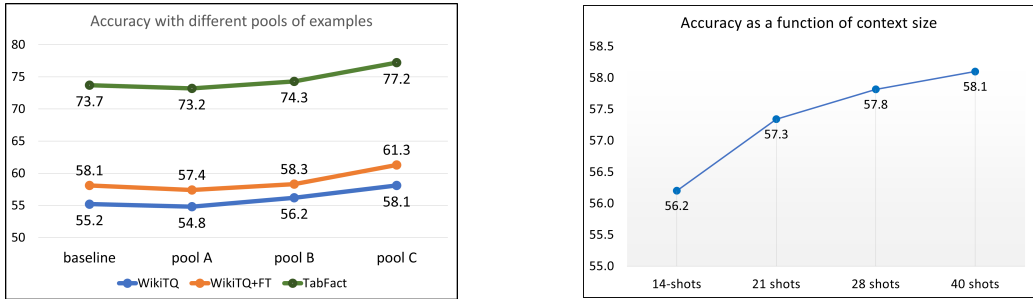 Accuracy with different pools of examples
80
75
70
65
60
55
50
73.7
73.2
74.3
77.2
58.1
57.4
58.3
61.3
55.2
54.8
56.2
58.1
baseline
pool A
pool B
pool C
WikiTQ
WikiTQ+FT
TabFact
Accuracy as a function of context size
58.5
58.0
57.5
57.0
56.5
56.0
55.5
55.0
56.2
57.3
57.8
58.1
14-shots
21 shots
28 shots
40 shots